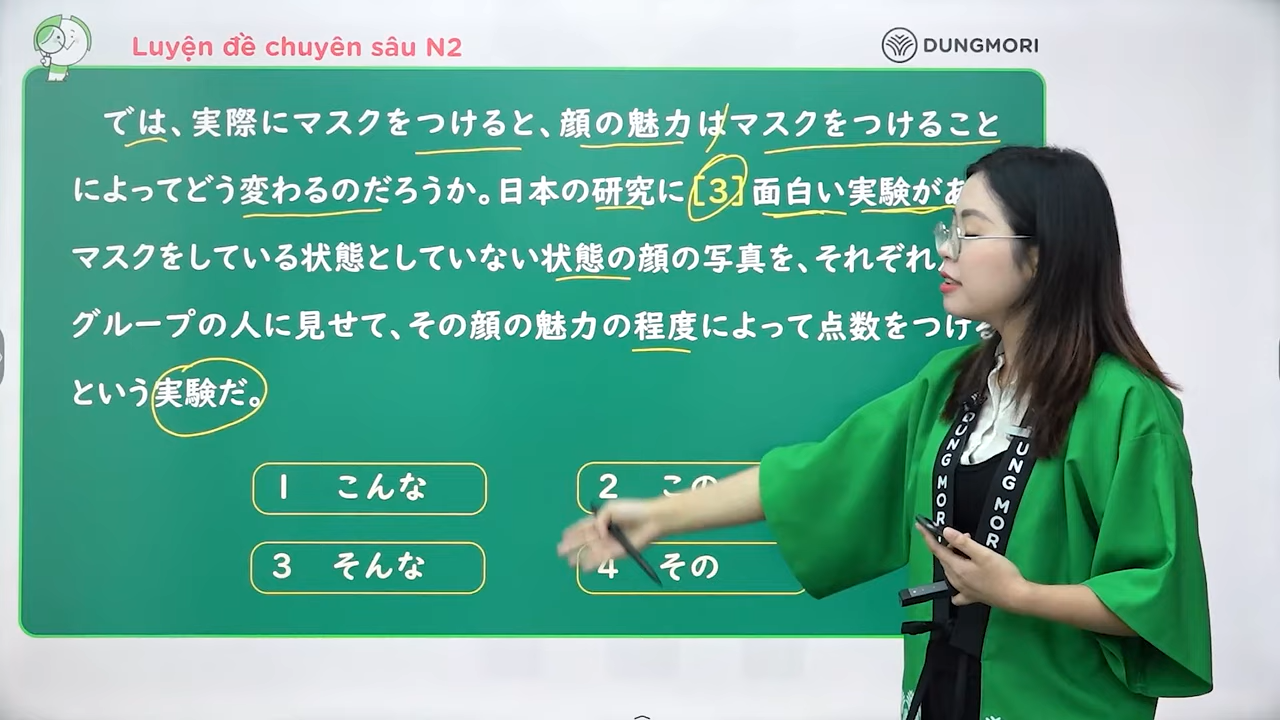 Luyện đề chuyên sâu N2
DUNGMORI
では、実際にマスクをつけると、顔の魅力はマスクをつけること
によってどう変わるのだろうか。日本の研究に[3]面白い実験があ
マスクをしている状態としていない状態の顔の写真を、それぞれ
グループの人に見せて、その顔の魅力の程度によって点数をつけ
という実験だ。
1 こんな
2 この
3 そんな
4 その
DUNG MORI
DUNG MORI